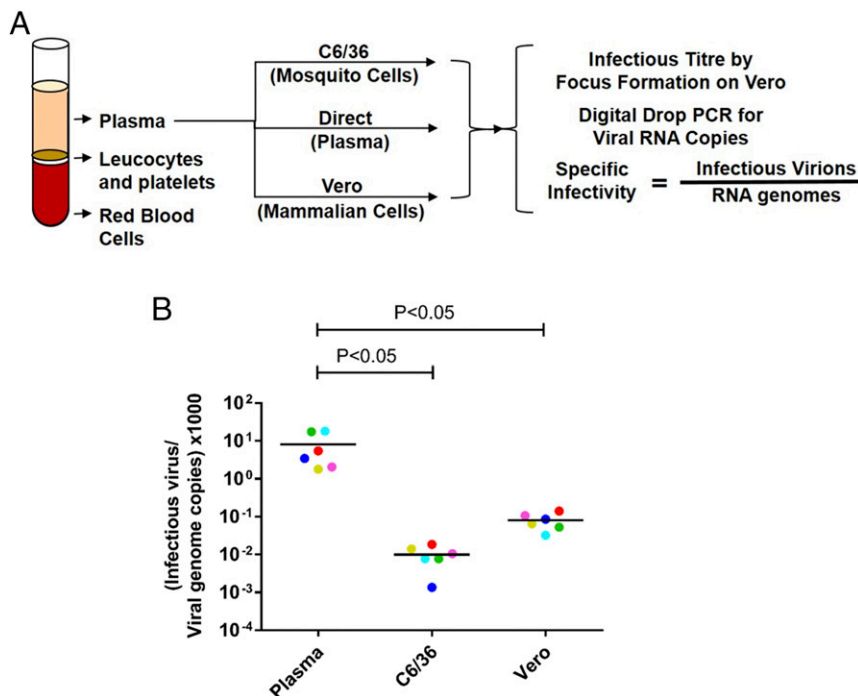 A
Plasma
Leucocytes
and platelets
Red Blood
Cells
C6/36
(Mosquito Cells)
Direct
(Plasma)
Vero
(Mammalian Cells)
Infectious Titre by
Focus Formation on Vero
Digital Drop PCR for
Viral RNA Copies
Specific
Infectivity
=
Infectious Virions
RNA genomes
B
P<0.05
P<0.05
(Infectious virus/
Viral genome copies) x1000
10²
10¹
10⁰
10⁻¹
10⁻²
10⁻³
10⁻⁴
Plasma
C6/36
Vero